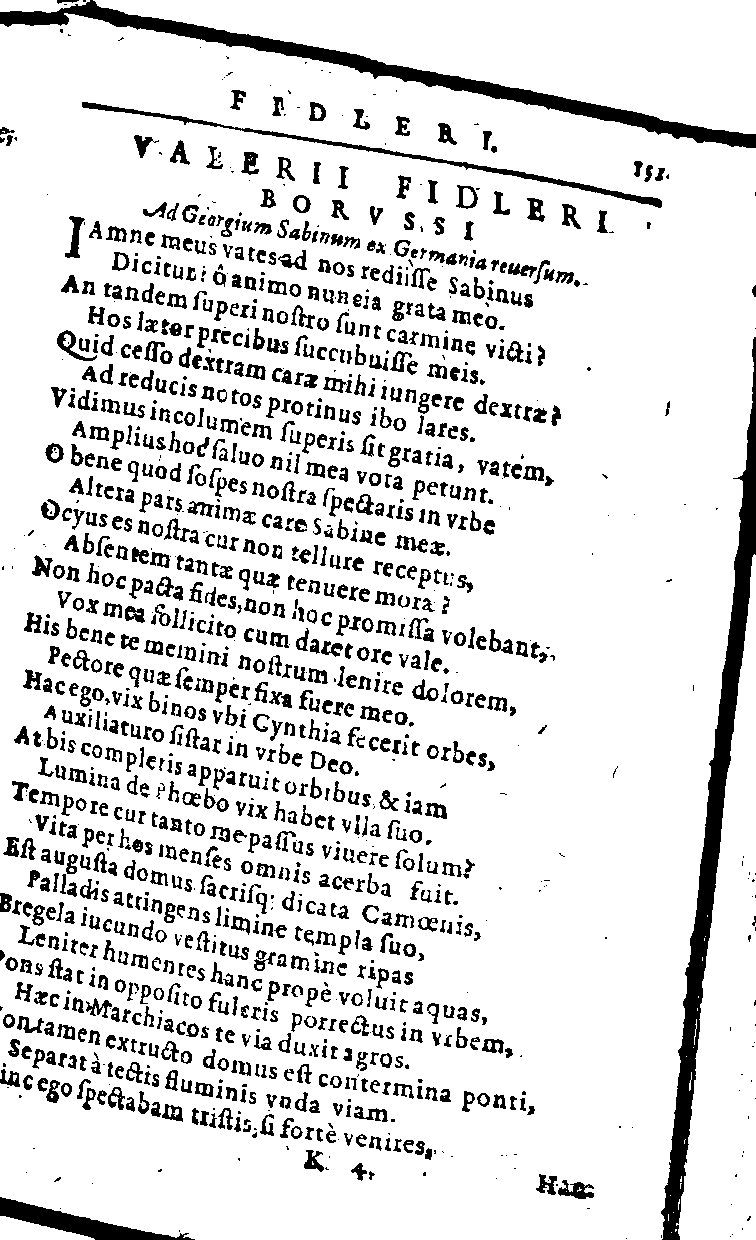 FIDLERI.
151.
VALERII FIDLERI
BORVSSI
Ad Georgium Sabinum ex Germania reuersum.
IAmne meus vates ad nos rediisse Sabinus
Dicitur? ô animo nuncia grata meo.
An tandem superi nostro sunt carmine victi?
Hos lætor precibus succubuisse meis.
Quid cesso dextram caræ mihi iungere dextræ?
Ad reducis notos protinus ibo lares.
Vidimus incolumem superis sit gratia, vatem,
Amplius hoc saluo nil mea vota petunt.
O bene quod sospes nostra spectaris in vrbe
Altera pars animæ care Sabine meæ.
Ocyus es nostra cur non tellure receptus,
Absentem tantæ quæ tenuere moræ?
Non hoc pacta fides, non hoc promissa volebant,
Vox mea sollicito cum daret ore vale.
His bene te memini nostrum lenire dolorem,
Pectore quæ semper fixa fuere meo.
Hac ego, vix binos vbi Cynthia fecerit orbes,
Auxiliaturo sistar in vrbe Deo.
At bis completis apparuit orbibus, & iam
Lumina de Phœbo vix habet vlla suo.
Tempore cur tanto me passus viuere solum?
Vita per hos menses omnis acerba fuit.
Est augusta domus sacrisq; dicata Camœnis,
Palladis attingens limine templa suo,
Bregela iucundo vestitus gramine ripas
Leniter humentes hanc propè voluit aquas,
Pons stat in opposito fulcris porrectus in vrbem,
Hæc in Marchiacos te via duxit agros.
Non tamen extructo domus est contermina ponti,
Separat à tectis fluminis vnda viam.
inc ego spectabam tristis, si fortè venires,
K 4.
Hanc